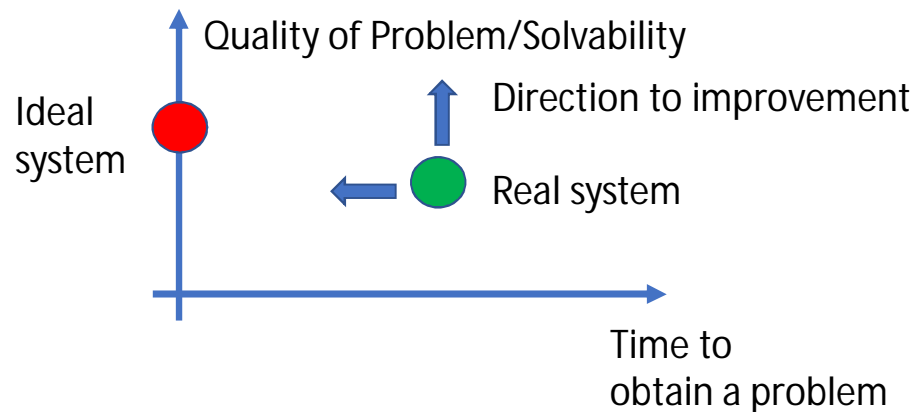 Quality of Problem/Solvability
Ideal
system
Direction to improvement
Real system
Time to
obtain a problem